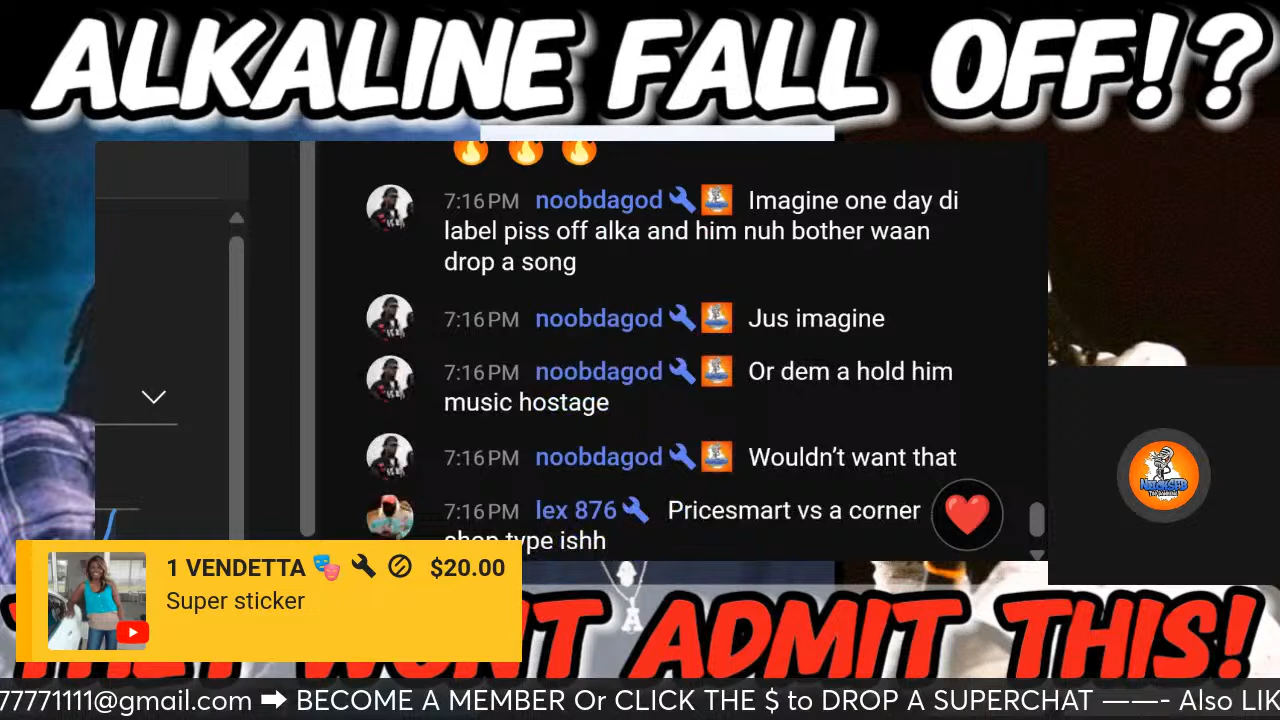 ALKALINE FALL OFF!?
7:16 PM noobdagod Imagine one day di
label piss off alka and him nuh bother waan
drop a song
7:16 PM noobdagod Jus imagine
7:16 PM noobdagod Or dem a hold him
music hostage
7:16 PM noobdagod Wouldn’t want that
7:16 PM lex 876 Pricesmart vs a corner
shop type ishh
1 VENDETTA $20.00
Super sticker
ADMIT THIS!
77771111@gmail.com ➡ BECOME A MEMBER Or CLICK THE $ to DROP A SUPERCHAT ——- Also LIK